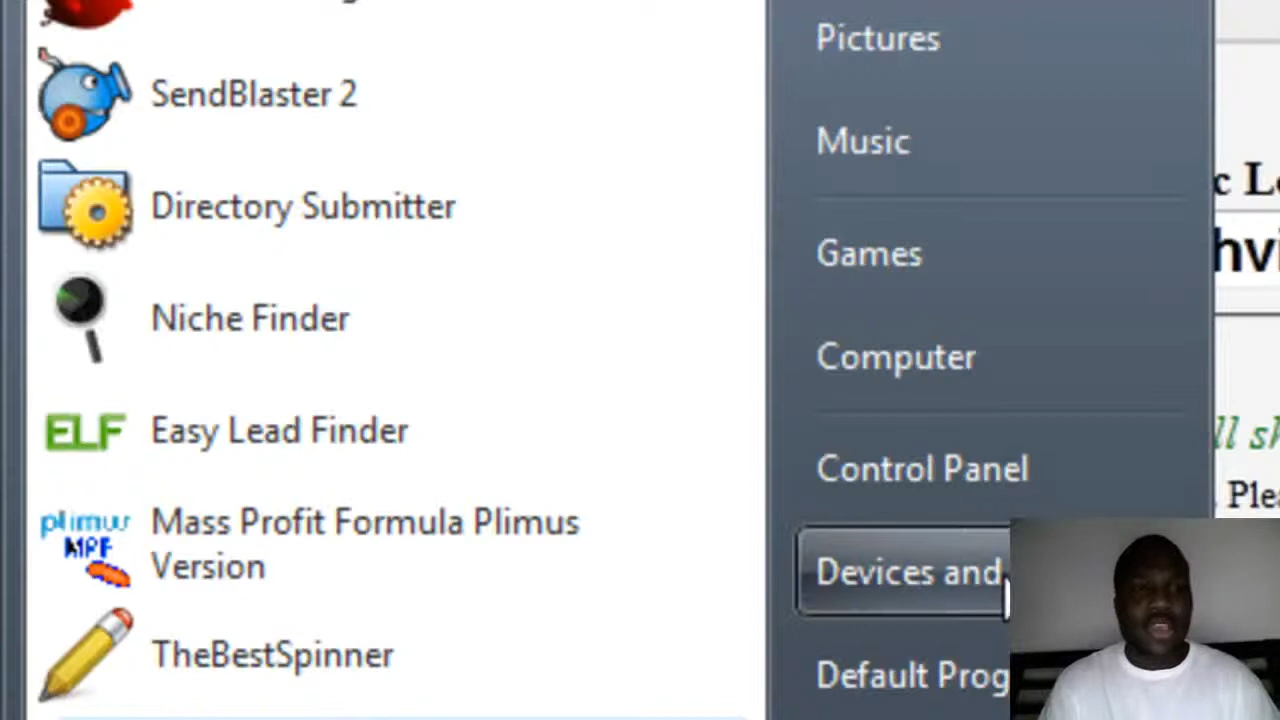 SendBlaster 2
Directory Submitter
Niche Finder
ELF
Easy Lead Finder
plimus
MPF
Mass Profit Formula Plimus
Version
TheBestSpinner
Pictures
Music
Games
Computer
Control Panel
Devices and
Default Prog